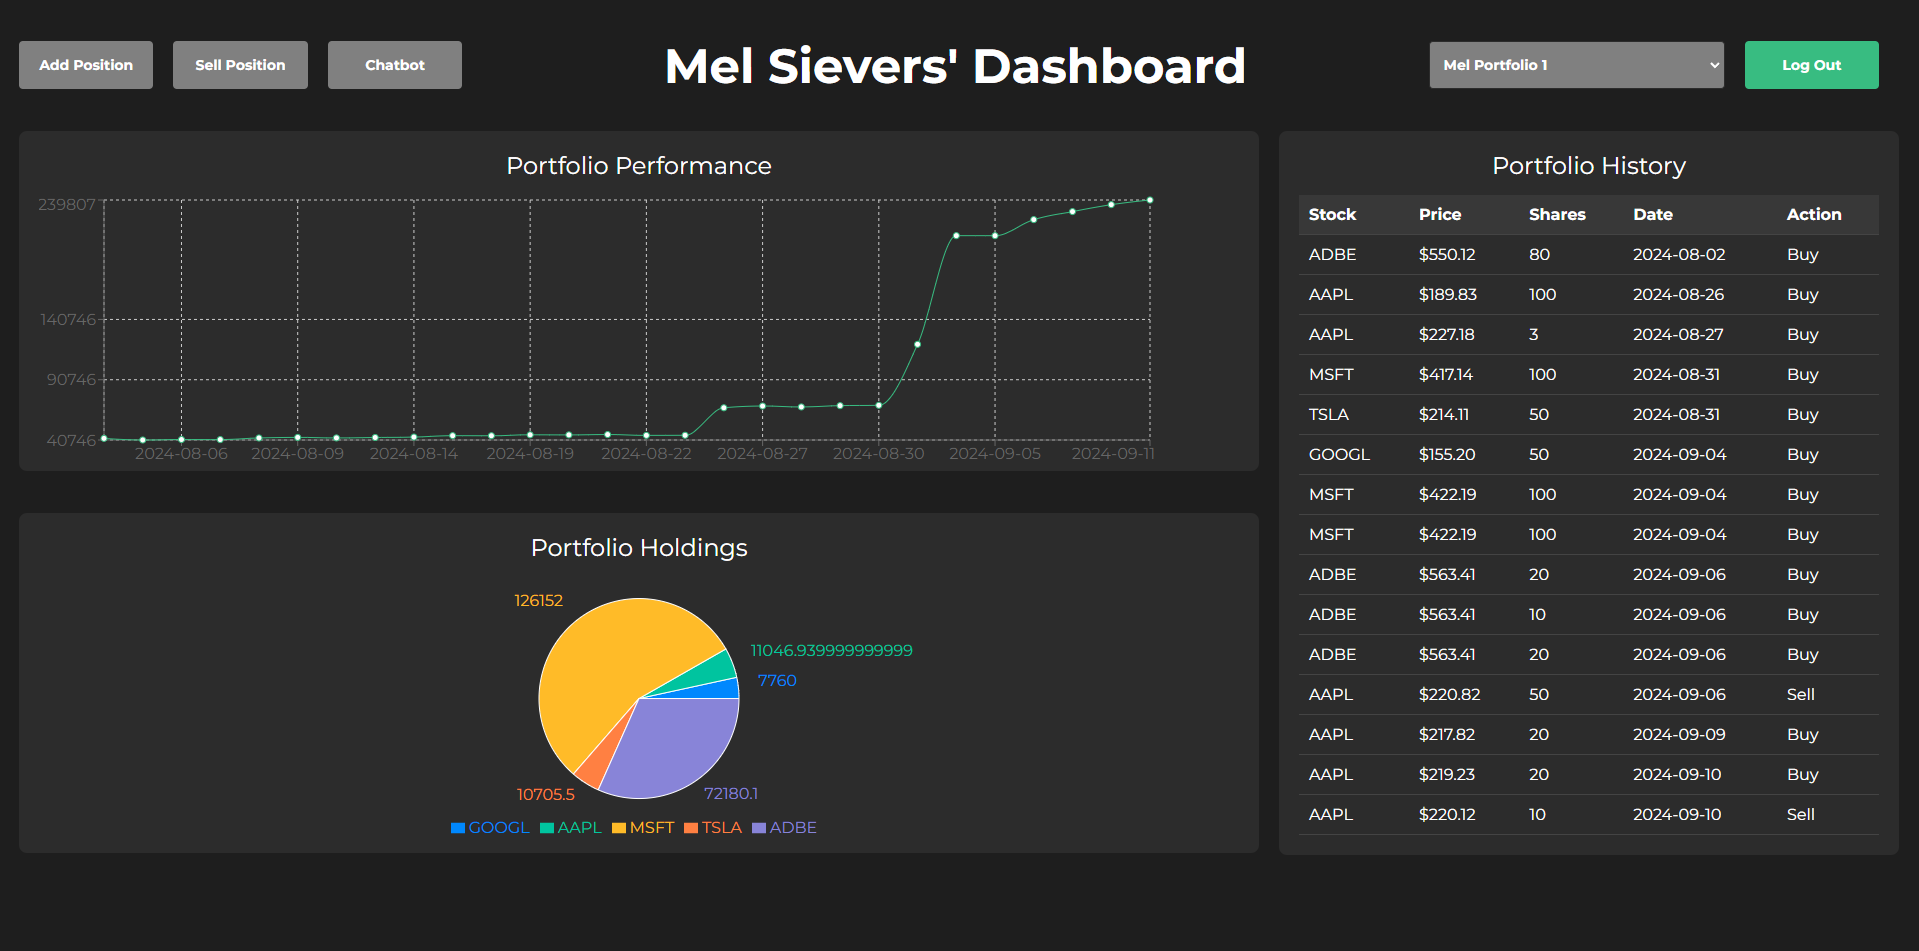 Add Position Sell Position Chatbot Mel Sievers' Dashboard Mel Portfolio 1 Log Out
Portfolio Performance
239807
140746
90746
40746
2024-08-06 2024-08-09 2024-08-14 2024-08-19 2024-08-22 2024-08-27 2024-08-30 2024-09-05 2024-09-11
Portfolio Holdings
126152
11046.939999999999
7760
10705.5
72180.1
GOOGL AAPL MSFT TSLA ADBE
Portfolio History
Stock Price Shares Date Action
ADBE $550.12 80 2024-08-02 Buy
AAPL $189.83 100 2024-08-26 Buy
AAPL $227.18 3 2024-08-27 Buy
MSFT $417.14 100 2024-08-31 Buy
TSLA $214.11 50 2024-08-31 Buy
GOOGL $155.20 50 2024-09-04 Buy
MSFT $422.19 100 2024-09-04 Buy
MSFT $422.19 100 2024-09-04 Buy
ADBE $563.41 20 2024-09-06 Buy
ADBE $563.41 10 2024-09-06 Buy
ADBE $563.41 20 2024-09-06 Buy
AAPL $220.82 50 2024-09-06 Sell
AAPL $217.82 20 2024-09-09 Buy
AAPL $219.23 20 2024-09-10 Buy
AAPL $220.12 10 2024-09-10 Sell